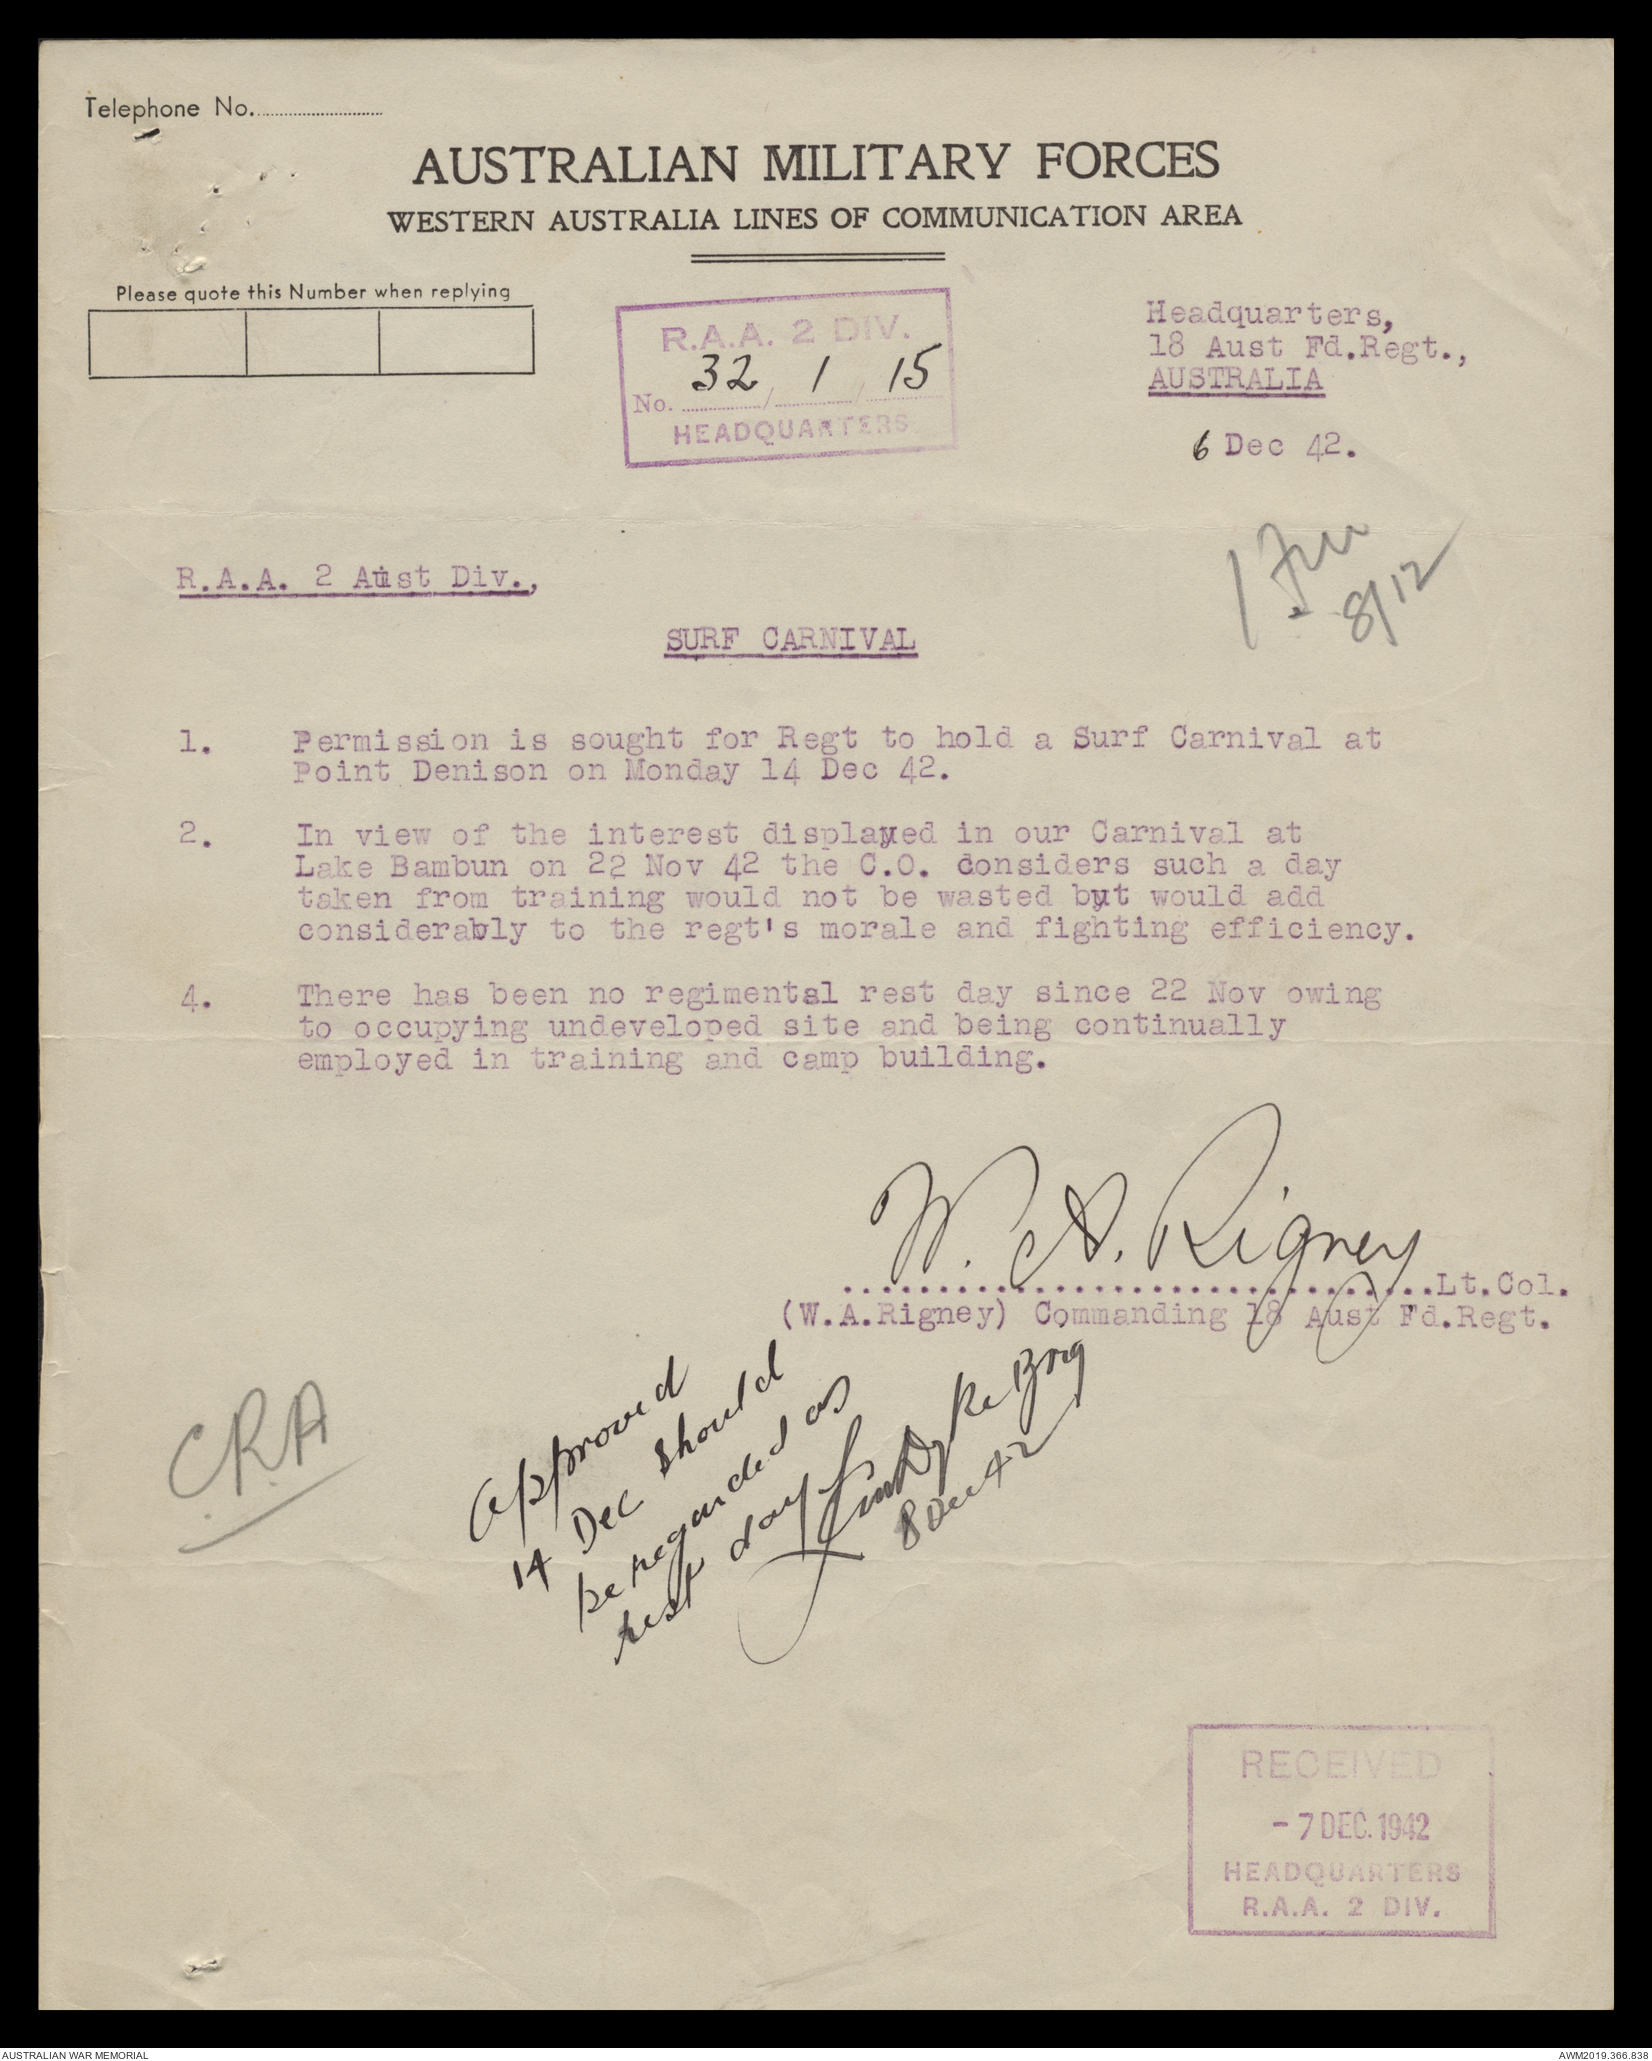 Telephone No.
AUSTRALIAN MILITARY FORCES
WESTERN AUSTRALIA LINES OF COMMUNICATION AREA
Please quote this Number when replying
R.A.A. 2 DIV.
No. 32 / 1 / 15
HEADQUARTERS
Headquarters,
18 Aust Fd.Regt.,
AUSTRALIA
6 Dec 42.
8/12
R.A.A. 2 Aust Div.,
SURF CARNIVAL
1. Permission is sought for Regt to hold a Surf Carnival at
Point Denison on Monday 14 Dec 42.
2. In view of the interest displayed in our Carnival at
Lake Bambun on 22 Nov 42 the C.O. considers such a day
taken from training would not be wasted but would add
considerably to the regt's morale and fighting efficiency.
4. There has been no regimental rest day since 22 Nov owing
to occupying undeveloped site and being continually
employed in training and camp building.
W. A. Rigney
..............................Lt.Col.
(W.A.Rigney) Commanding 18 Aust Fd.Regt.
CRA
Approved
14 Dec should
be regarded as
rest day
Brig
8 Dec 42
RECEIVED
- 7 DEC. 1942
HEADQUARTERS
R.A.A. 2 DIV.
AUSTRALIAN WAR MEMORIAL
AWM2019.366.838